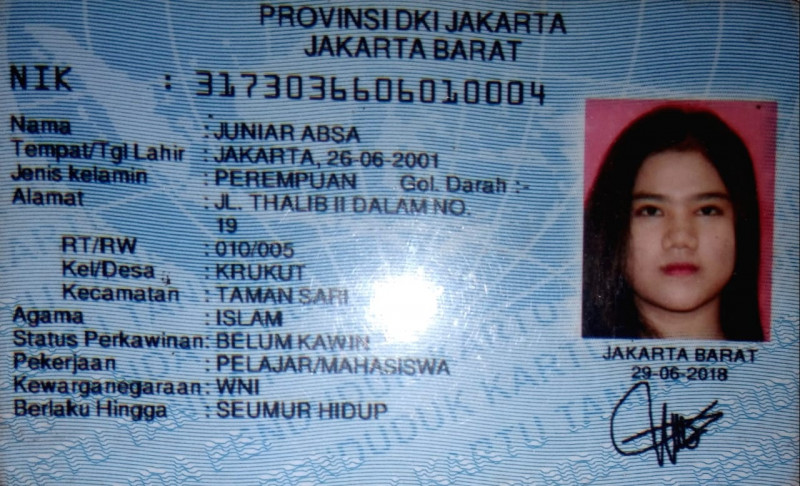 PROVINSI DKI JAKARTA
JAKARTA BARAT
NIK : 3173036606010004
Nama : JUNIAR ABSA
Tempat/Tgl Lahir : JAKARTA, 26-06-2001
Jenis kelamin : PEREMPUAN Gol. Darah :-
Alamat : JL. THALIB II DALAM NO.
19
RT/RW : 010/005
Kel/Desa : KRUKUT
Kecamatan : TAMAN SARI
Agama : ISLAM
Status Perkawinan: BELUM KAWIN
Pekerjaan : PELAJAR/MAHASISWA
Kewarganegaraan: WNI
Berlaku Hingga : SEUMUR HIDUP
JAKARTA BARAT
29-06-2018